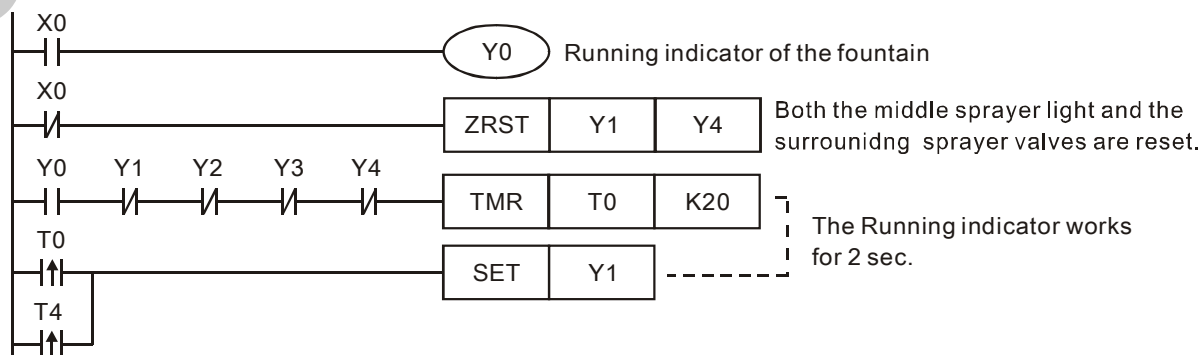 X0
Y0 Running indicator of the fountain
X0
ZRST Y1 Y4 Both the middle sprayer light and the
surrounidng sprayer valves are reset.
Y0 Y1 Y2 Y3 Y4
TMR T0 K20
The Running indicator works
for 2 sec.
T0
SET Y1
T4